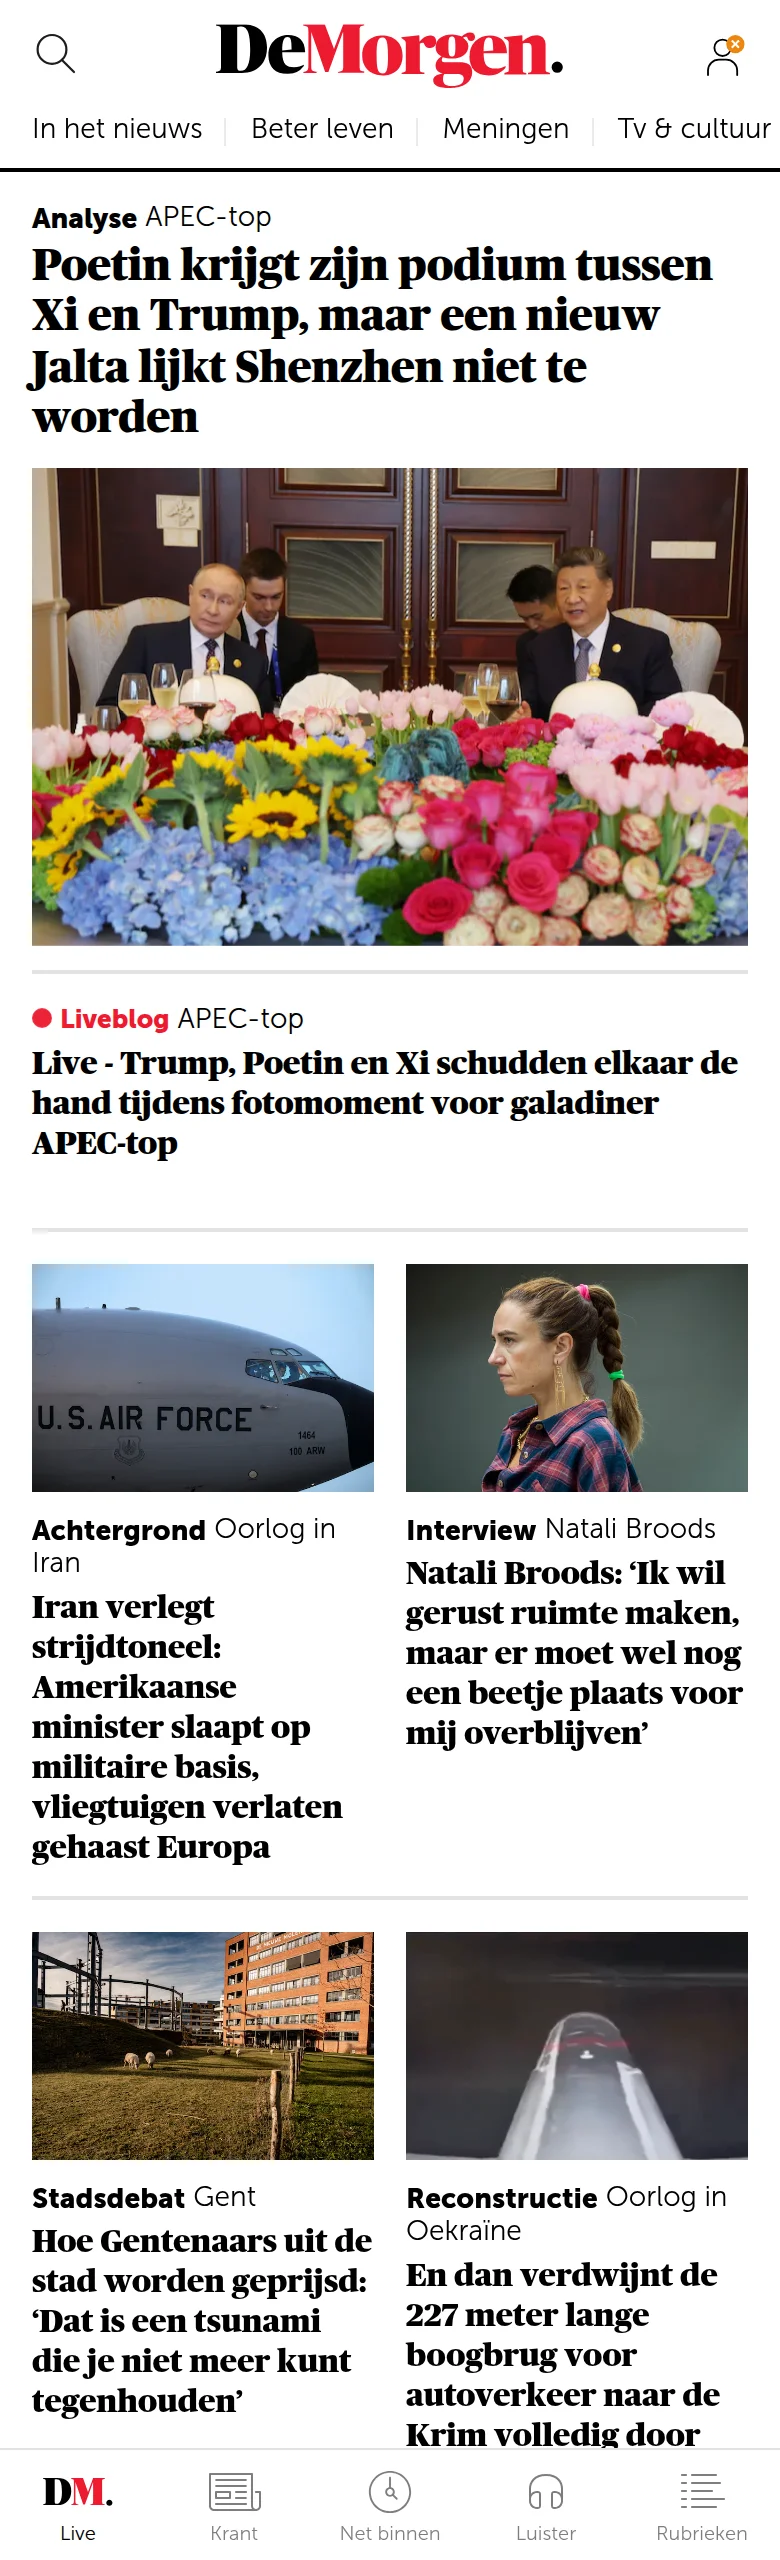 DeMorgen.
In het nieuws
Beter leven
Meningen
Tv & cultuur
Analyse APEC-top
Poetin krijgt zijn podium tussen
Xi en Trump, maar een nieuw
Jalta lijkt Shenzhen niet te
worden
Liveblog APEC-top
Live - Trump, Poetin en Xi schudden elkaar de
hand tijdens fotomoment voor galadiner
APEC-top
U.S. AIR FORCE
1464
100 ARW
Achtergrond Oorlog in
Iran
Iran verlegt
strijdtoneel:
Amerikaanse
minister slaapt op
militaire basis,
vliegtuigen verlaten
gehaast Europa
Interview Natali Broods
Natali Broods: ‘Ik wil
gerust ruimte maken,
maar er moet wel nog
een beetje plaats voor
mij overblijven’
Stadsdebat Gent
Hoe Gentenaars uit de
stad worden geprijsd:
‘Dat is een tsunami
die je niet meer kunt
tegenhouden’
Reconstructie Oorlog in
Oekraïne
En dan verdwijnt de
227 meter lange
boogbrug voor
autoverkeer naar de
Krim volledig door
DM.
Live
Krant
Net binnen
Luister
Rubrieken